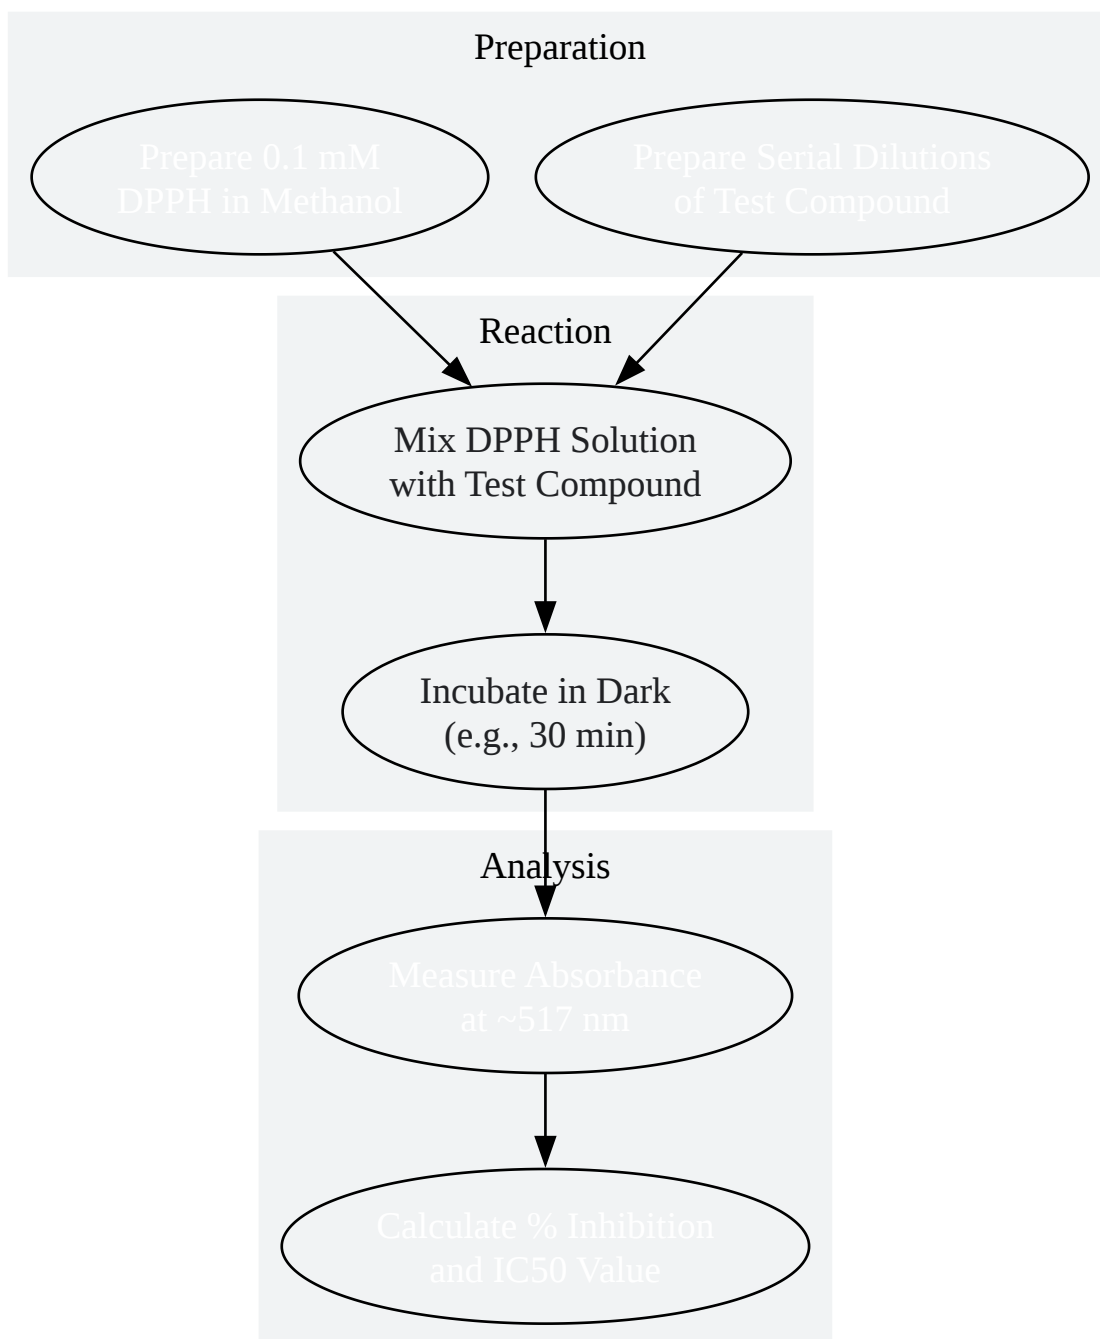 Preparation
Prepare 0.1 mM
DPPH in Methanol
Prepare Serial Dilutions
of Test Compound
Reaction
Mix DPPH Solution
with Test Compound
Incubate in Dark
(e.g., 30 min)
Analysis
Measure Absorbance
at ~517 nm
Calculate % Inhibition
and IC50 Value